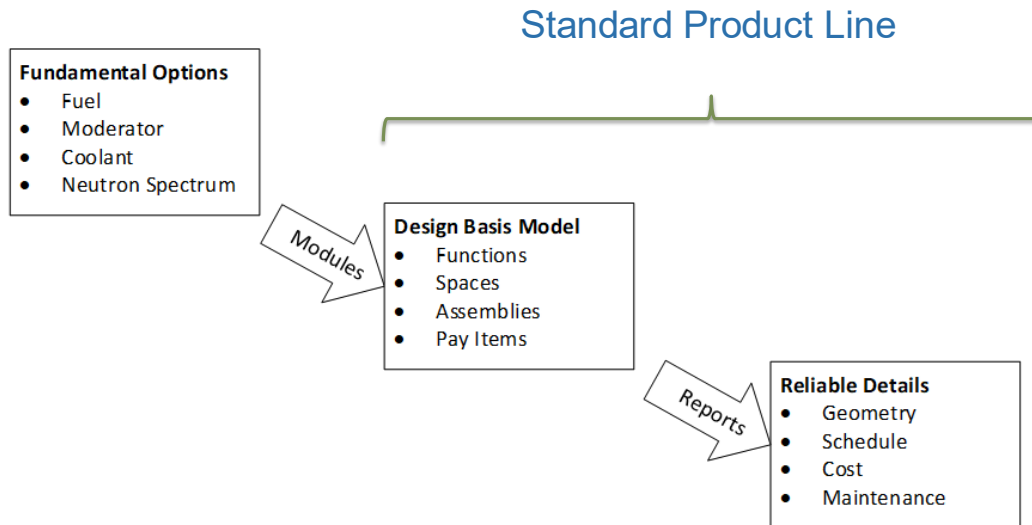 Standard Product Line
Fundamental Options
● Fuel
● Moderator
● Coolant
● Neutron Spectrum
Modules
Design Basis Model
● Functions
● Spaces
● Assemblies
● Pay Items
Reports
Reliable Details
● Geometry
● Schedule
● Cost
● Maintenance